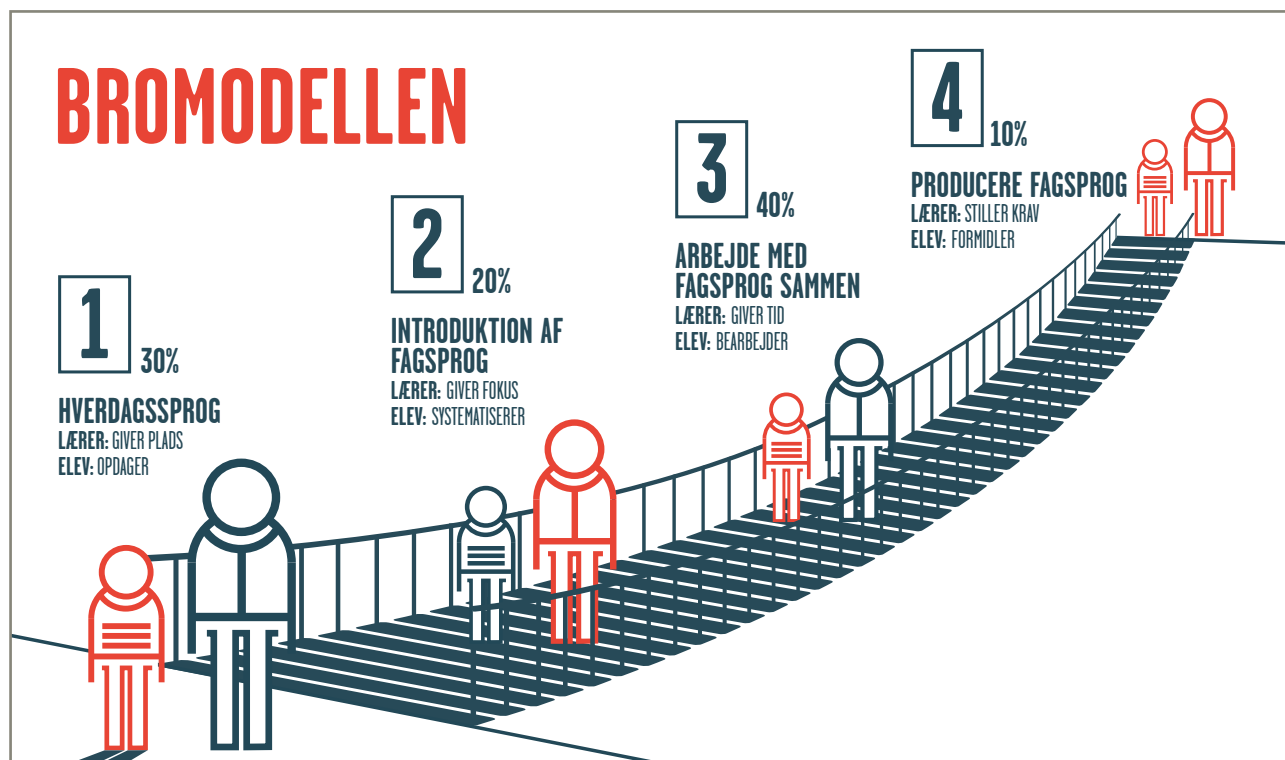 BROMODELLEN
1 30%
HVERDAGSSPROG
LÆRER: GIVER PLADS
ELEV: OPDAGER
2 20%
INTRODUKTION AF
FAGSPROG
LÆRER: GIVER FOKUS
ELEV: SYSTEMATISERER
3 40%
ARBEJDE MED
FAGSPROG SAMMEN
LÆRER: GIVER TID
ELEV: BEARBEJDER
4 10%
PRODUCERE FAGSPROG
LÆRER: STILLER KRAV
ELEV: FORMIDLER